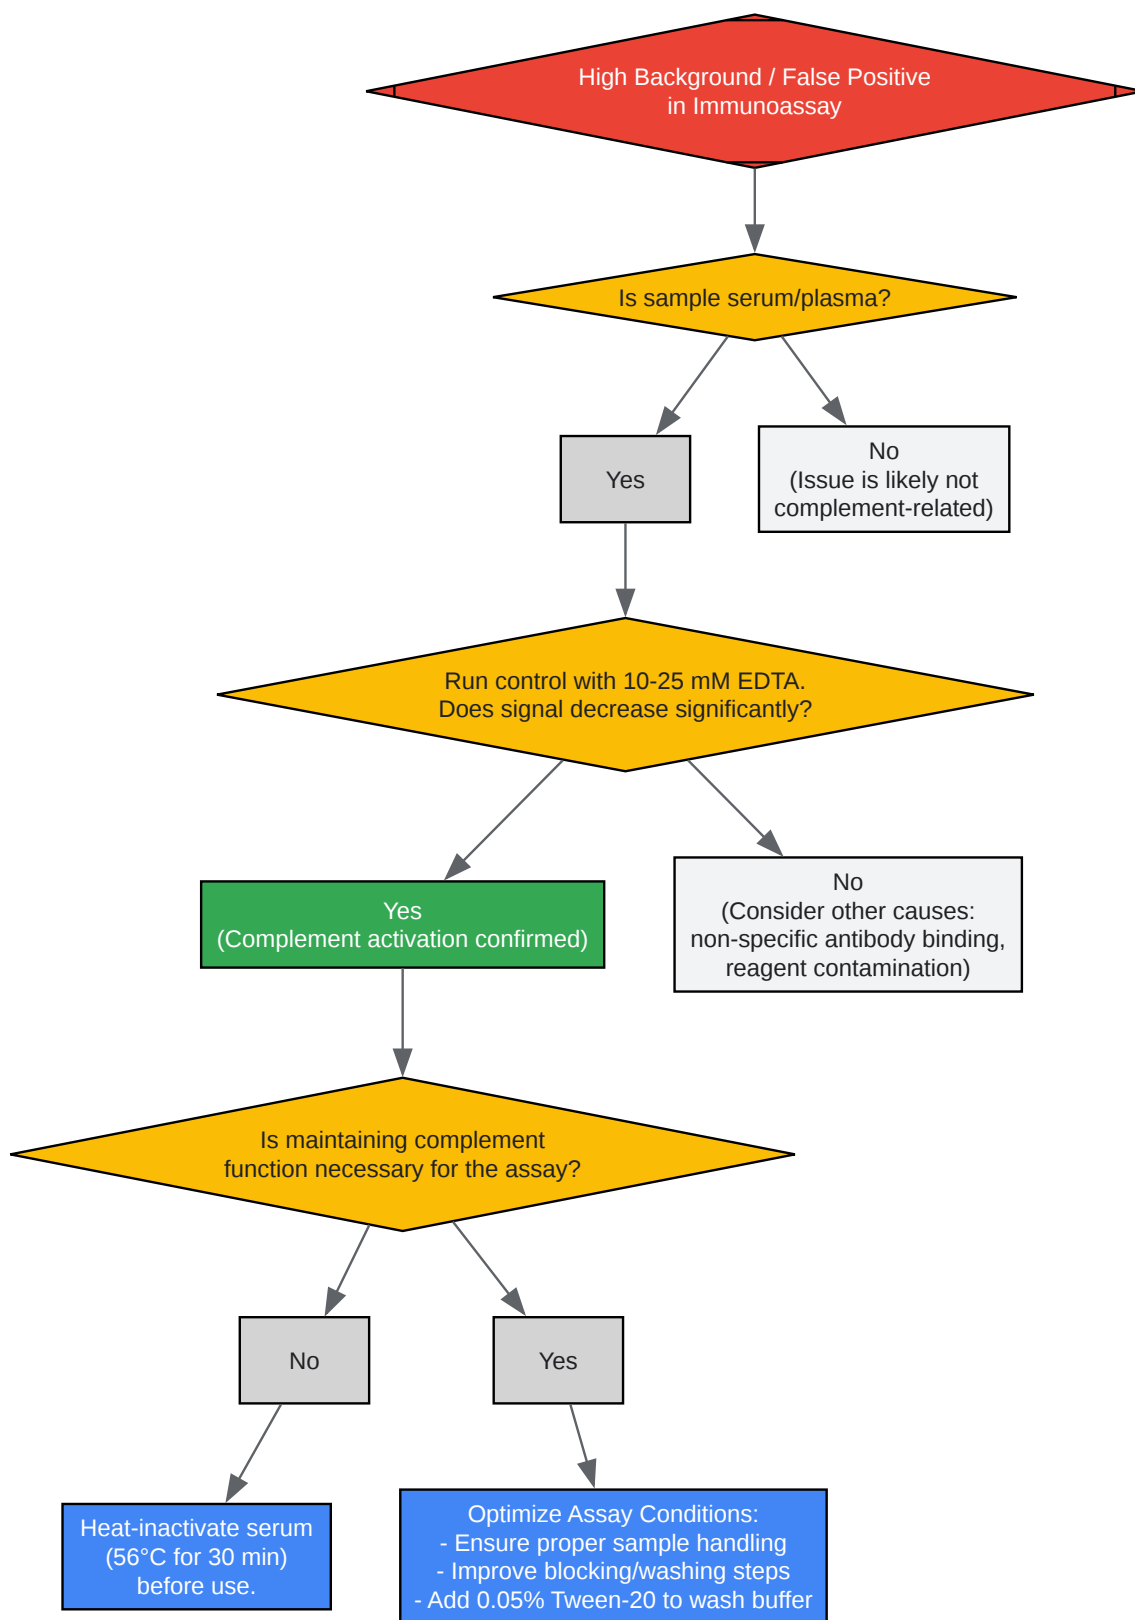 High Background / False Positive
in Immunoassay
Is sample serum/plasma?
Yes
No
(Issue is likely not
complement-related)
Run control with 10-25 mM EDTA.
Does signal decrease significantly?
Yes
(Complement activation confirmed)
No
(Consider other causes:
non-specific antibody binding,
reagent contamination)
Is maintaining complement
function necessary for the assay?
No
Yes
Heat-inactivate serum
(56°C for 30 min)
before use.
Optimize Assay Conditions:
- Ensure proper sample handling
- Improve blocking/washing steps
- Add 0.05% Tween-20 to wash buffer